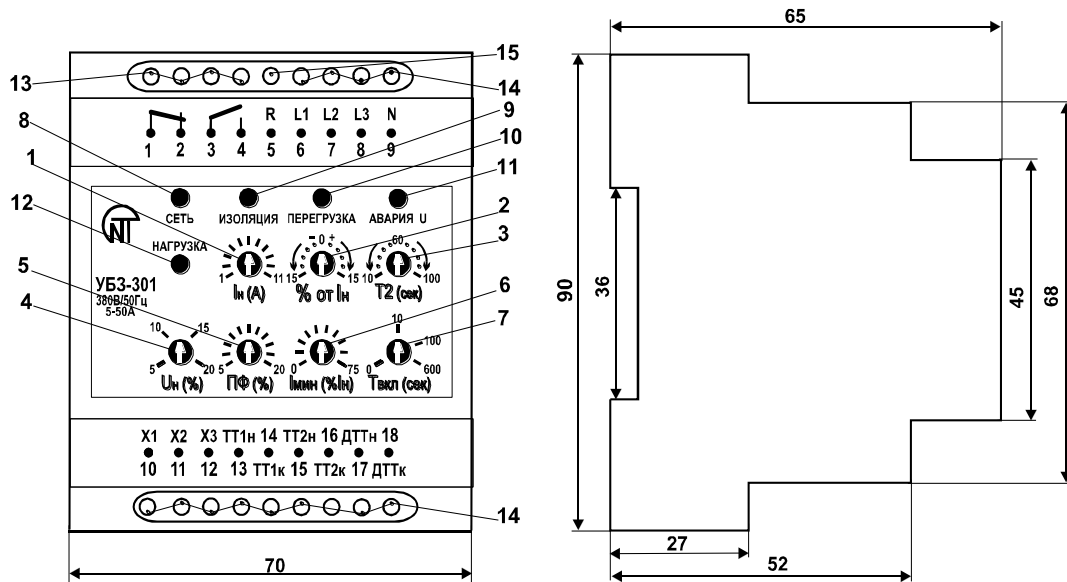 65
13
15
14
8
9
R L1 L2 L3 N
1 2 3 4 5 6 7 8 9
10
1
11
12
СЕТЬ ИЗОЛЯЦИЯ ПЕРЕГРУЗКА АВАРИЯ U
2
NT
НАГРУЗКА
- 0 +
60
3
5
УБЗ-301
1 11 15 15 10 100
Iн (А) % от Iн T2 (сек)
380В/50Гц
5-50А
6
4
10 15
10
7
100
5 20 5 20 0 75 0 600
Uн (%) ПФ (%) Iмин (%Iн) Твкл (сек)
90
36
45
68
X1 X2 X3 ТТ1н 14 ТТ2н 16 ДТТн 18
10 11 12 13 ТТ1к 15 ТТ2к 17 ДТТк
14
27
70
52